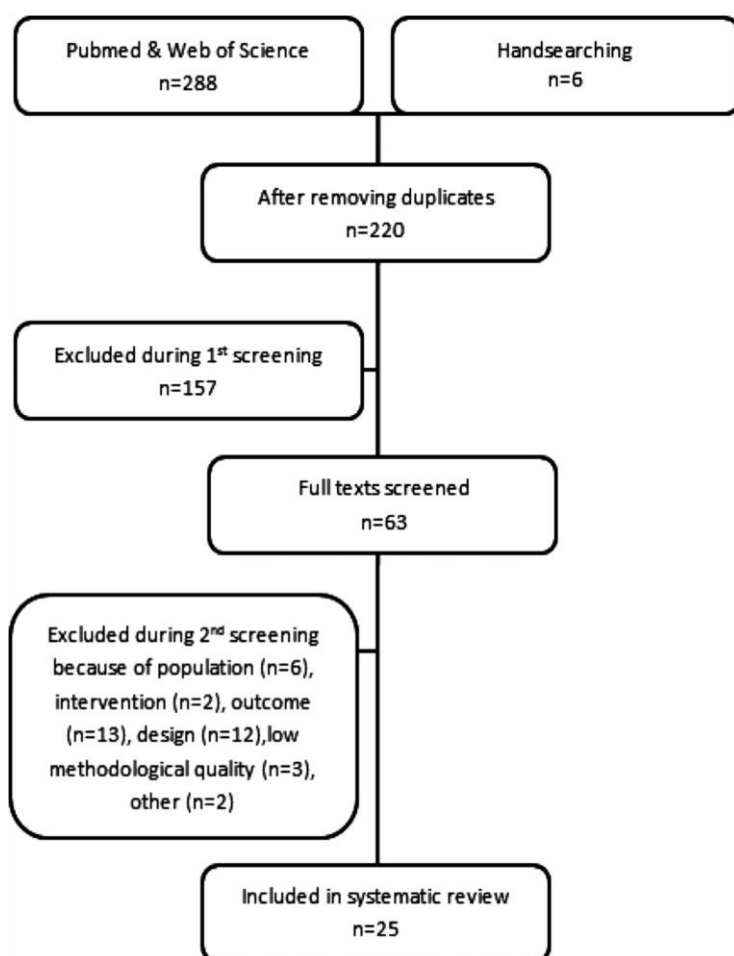 Pubmed & Web of Science
n=288
Handsearching
n=6
After removing duplicates
n=220
Excluded during 1st screening
n=157
Full texts screened
n=63
Excluded during 2nd screening
because of population (n=6),
intervention (n=2), outcome
(n=13), design (n=12),low
methodological quality (n=3),
other (n=2)
Included in systematic review
n=25